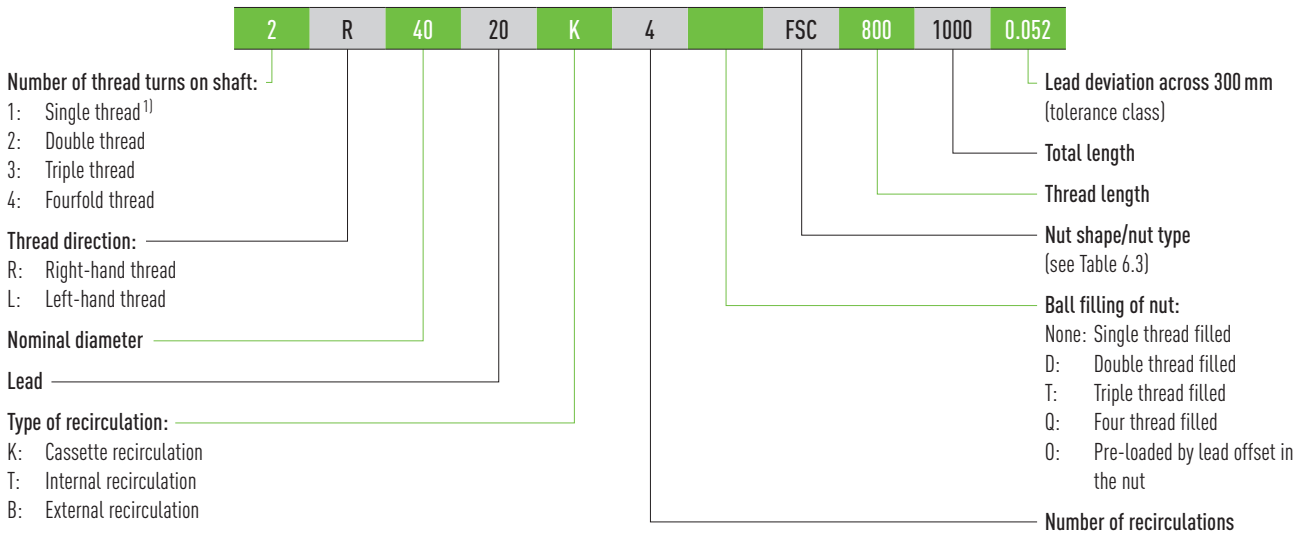 2 R 40 20 K 4 FSC 800 1000 0.052
Number of thread turns on shaft:
1: Single thread 1)
2: Double thread
3: Triple thread
4: Fourfold thread
Thread direction:
R: Right-hand thread
L: Left-hand thread
Nominal diameter
Lead
Type of recirculation:
K: Cassette recirculation
T: Internal recirculation
B: External recirculation
Lead deviation across 300 mm
(tolerance class)
Total length
Thread length
Nut shape/nut type
(see Table 6.3)
Ball filling of nut:
None: Single thread filled
D: Double thread filled
T: Triple thread filled
Q: Four thread filled
O: Pre-loaded by lead offset in
the nut
Number of recirculations